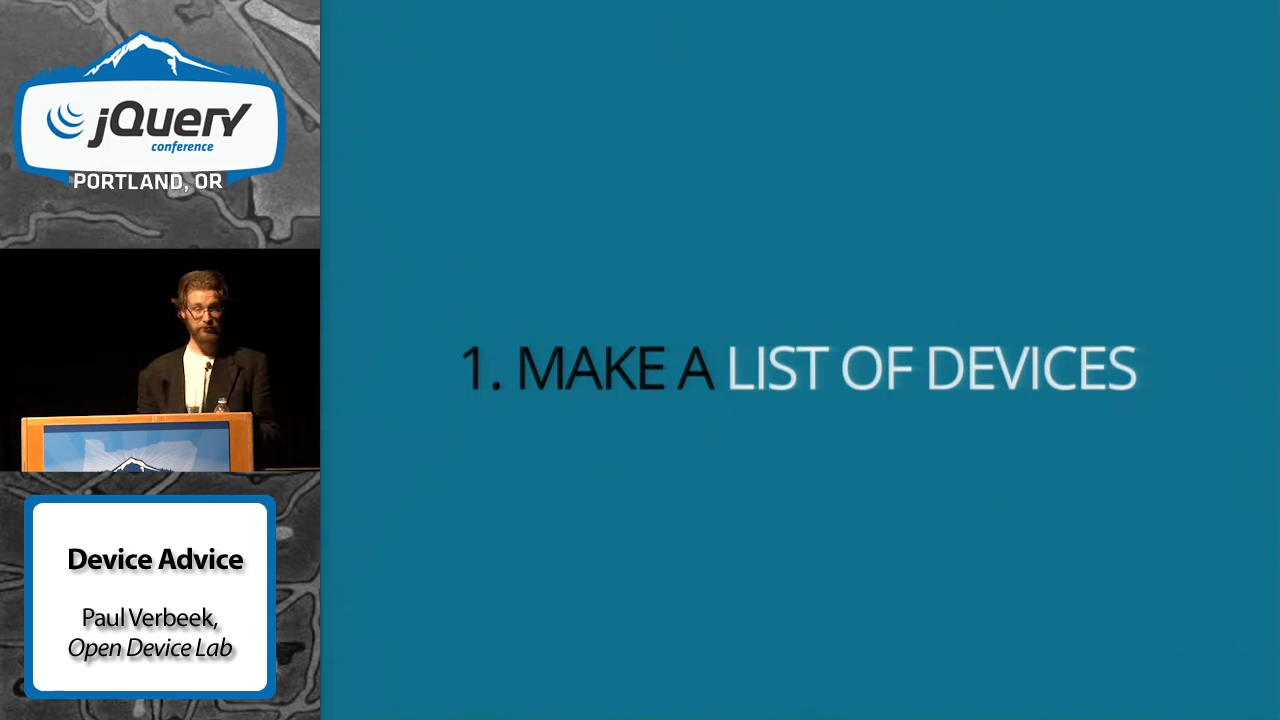 jQuery
conference
PORTLAND, OR
1. MAKE A LIST OF DEVICES
Device Advice
Paul Verbeek,
Open Device Lab